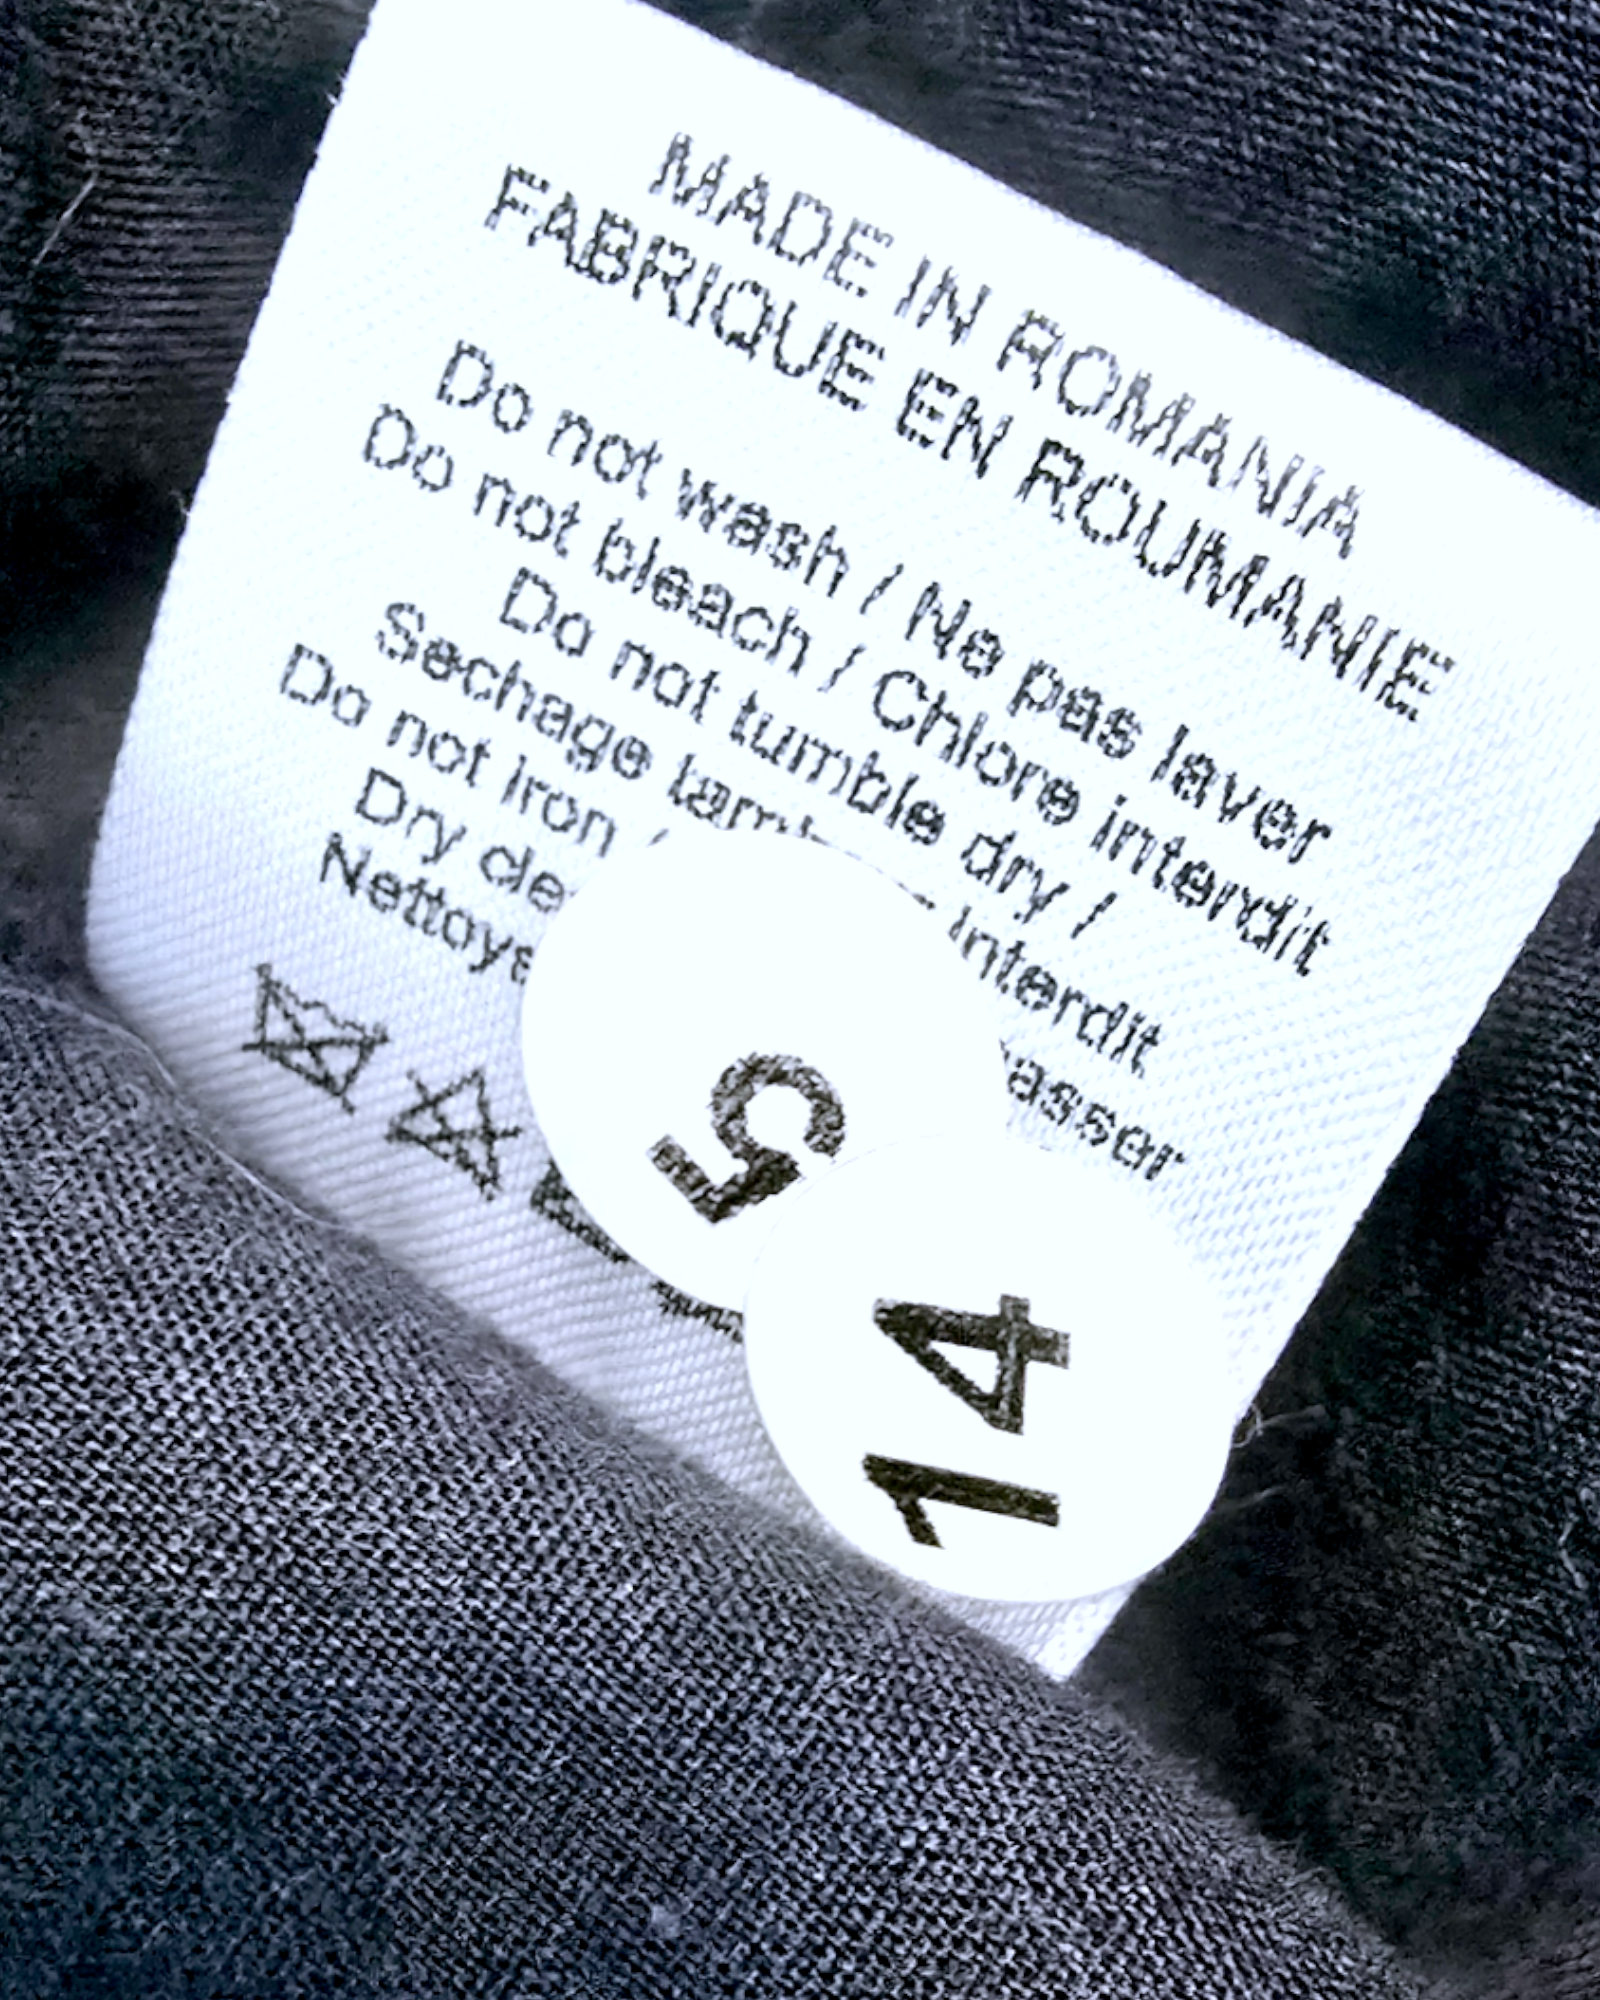 MADE IN ROMANIA
FABRIQUE EN ROUMANIE
Do not wash / Ne pas laver
Do not bleach / Chlore interdit
Do not tumble dry /
Sechage interdit
Do not iron /
Dry
5
14